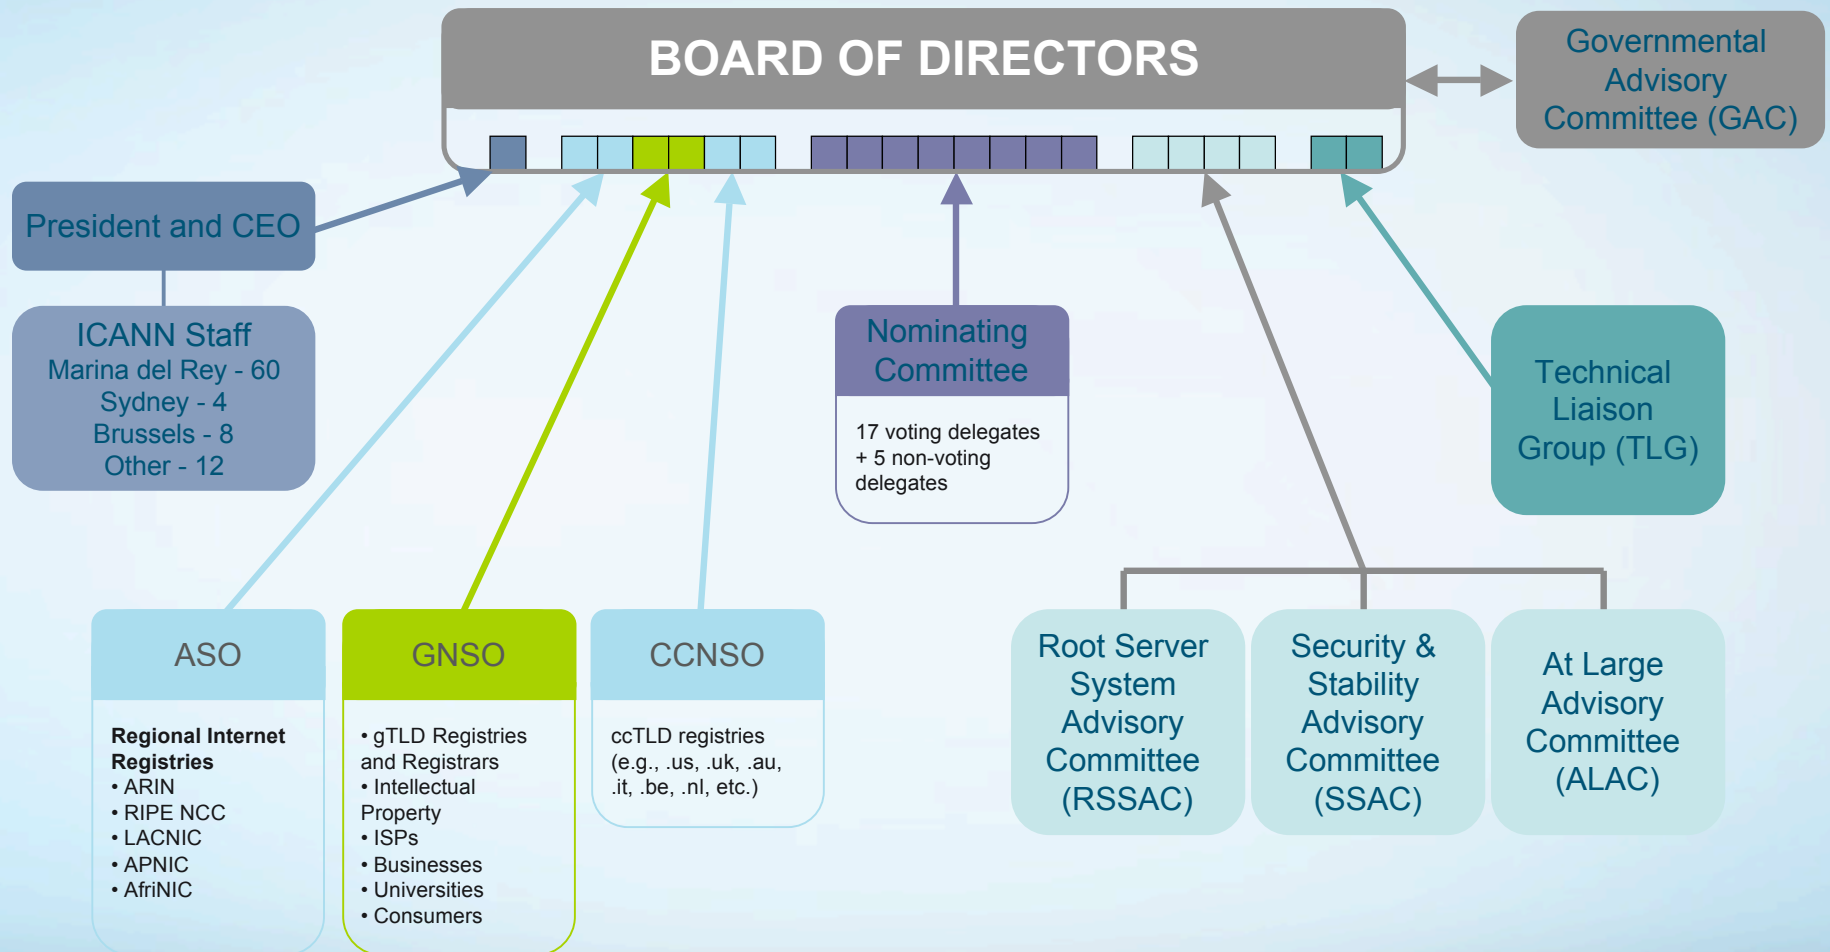 BOARD OF DIRECTORS
Governmental
Advisory
Committee (GAC)
President and CEO
ICANN Staff
Marina del Rey - 60
Sydney - 4
Brussels - 8
Other - 12
Nominating
Committee
17 voting delegates
+ 5 non-voting
delegates
Technical
Liaison
Group (TLG)
ASO
Regional Internet
Registries
• ARIN
• RIPE NCC
• LACNIC
• APNIC
• AfriNIC
GNSO
• gTLD Registries
and Registrars
• Intellectual
Property
• ISPs
• Businesses
• Universities
• Consumers
CCNSO
ccTLD registries
(e.g., .us, .uk, .au,
.it, .be, .nl, etc.)
Root Server
System
Advisory
Committee
(RSSAC)
Security &
Stability
Advisory
Committee
(SSAC)
At Large
Advisory
Committee
(ALAC)